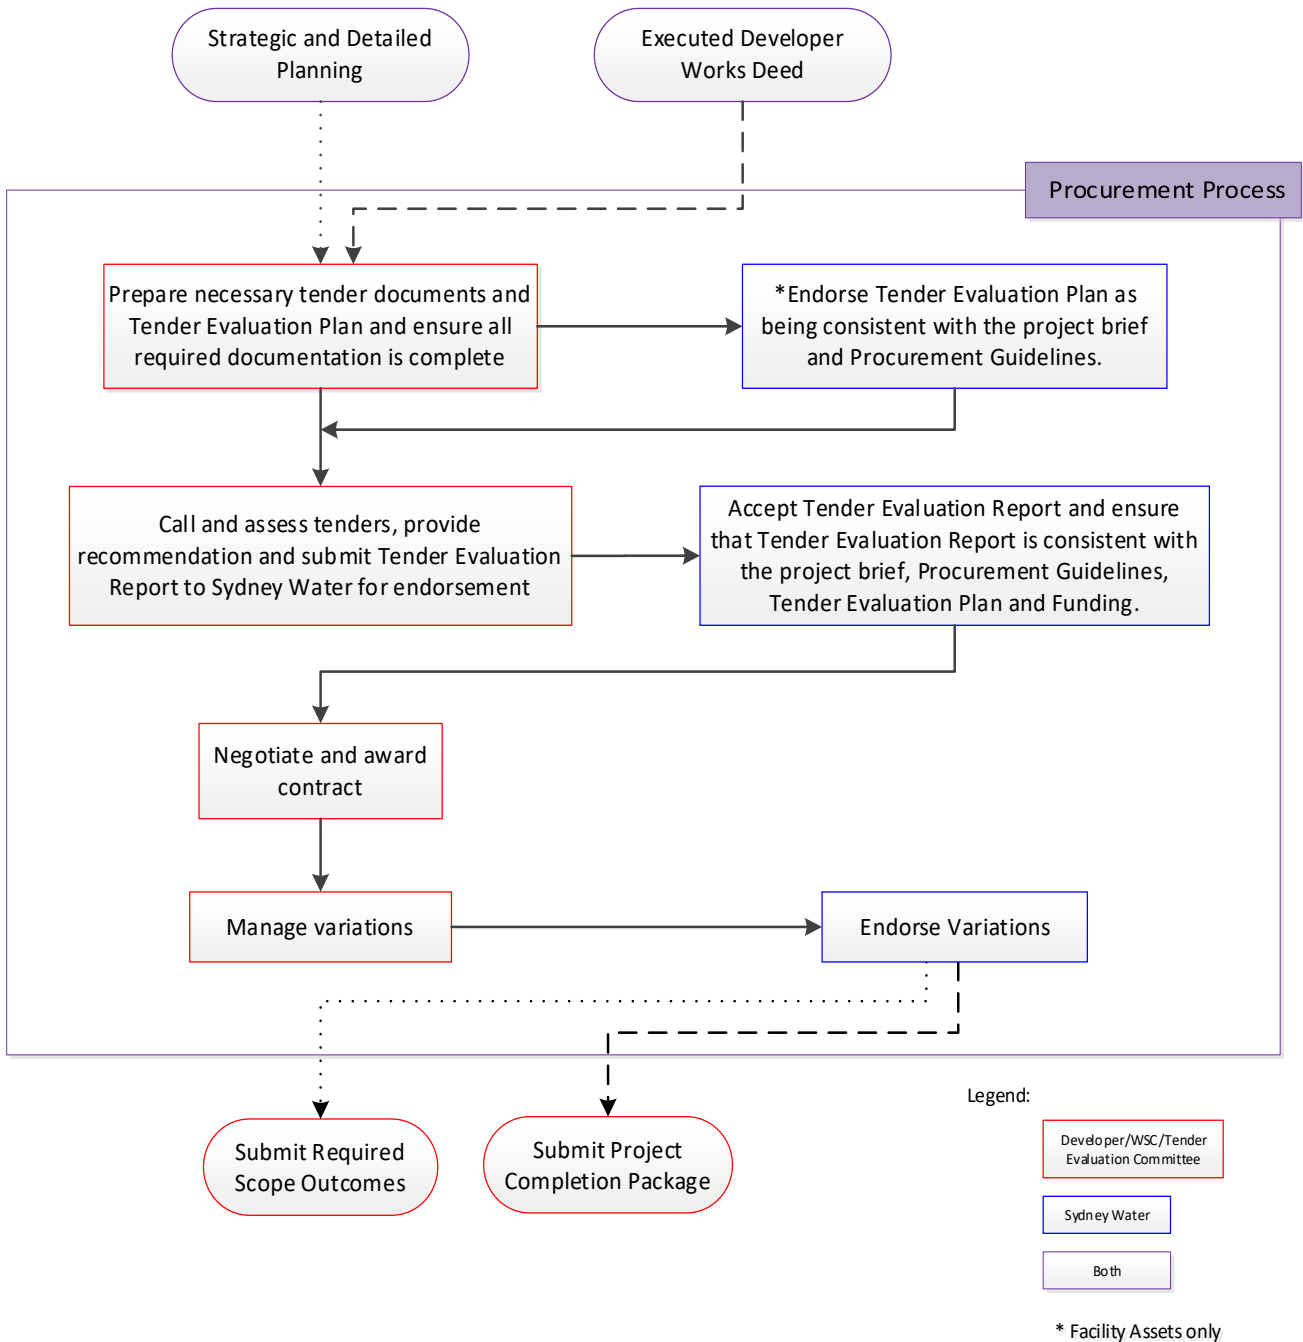 Strategic and Detailed
Planning
Executed Developer
Works Deed
Procurement Process
Prepare necessary tender documents and
Tender Evaluation Plan and ensure all
required documentation is complete
*Endorse Tender Evaluation Plan as
being consistent with the project brief
and Procurement Guidelines.
Call and assess tenders, provide
recommendation and submit Tender Evaluation
Report to Sydney Water for endorsement
Accept Tender Evaluation Report and ensure
that Tender Evaluation Report is consistent with
the project brief, Procurement Guidelines,
Tender Evaluation Plan and Funding.
Negotiate and award
contract
Manage variations
Endorse Variations
Submit Required
Scope Outcomes
Submit Project
Completion Package
Legend:
Developer/WSC/Tender
Evaluation Committee
Sydney Water
Both
* Facility Assets only